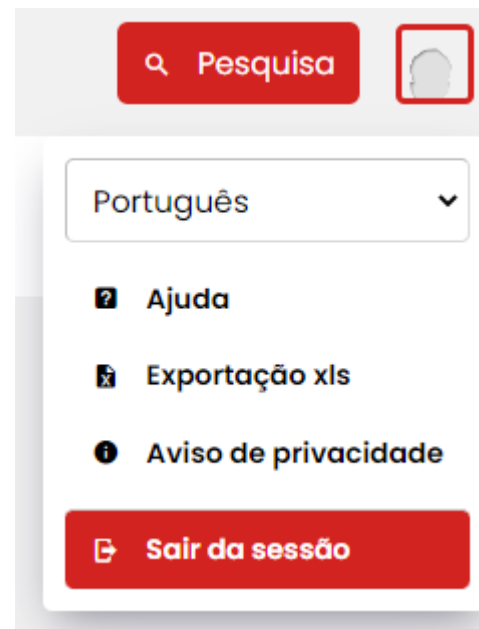 Pesquisa
Português
Ajuda
Exportação xls
Aviso de privacidade
Sair da sessão